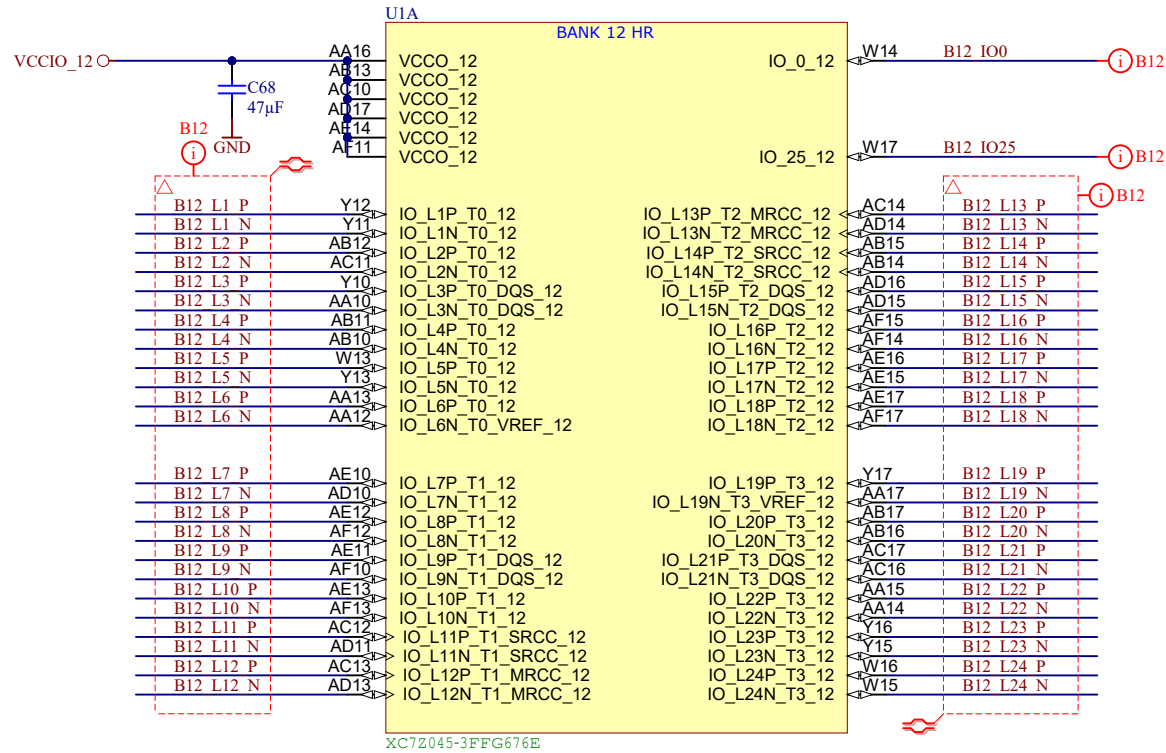 U1A
BANK 12 HR
VCCIO_12
AA16 VCCO_12 IO_0_12 W14 B12_IO0 i B12
AB13 VCCO_12
C68
AC10 VCCO_12
47µF
AD17 VCCO_12
AE14 VCCO_12
B12
GND
AF11 VCCO_12 IO_25_12 W17 B12_IO25 i B12
i
i B12
B12_L1_P Y12 IO_L1P_T0_12 IO_L13P_T2_MRCC_12 AC14 B12_L13_P
B12_L1_N Y11 IO_L1N_T0_12 IO_L13N_T2_MRCC_12 AD14 B12_L13_N
B12_L2_P AB12 IO_L2P_T0_12 IO_L14P_T2_SRCC_12 AB15 B12_L14_P
B12_L2_N AC11 IO_L2N_T0_12 IO_L14N_T2_SRCC_12 AB14 B12_L14_N
B12_L3_P Y10 IO_L3P_T0_DQS_12 IO_L15P_T2_DQS_12 AD16 B12_L15_P
B12_L3_N AA10 IO_L3N_T0_DQS_12 IO_L15N_T2_DQS_12 AD15 B12_L15_N
B12_L4_P AB11 IO_L4P_T0_12 IO_L16P_T2_12 AF15 B12_L16_P
B12_L4_N AB10 IO_L4N_T0_12 IO_L16N_T2_12 AF14 B12_L16_N
B12_L5_P W13 IO_L5P_T0_12 IO_L17P_T2_12 AE16 B12_L17_P
B12_L5_N Y13 IO_L5N_T0_12 IO_L17N_T2_12 AE15 B12_L17_N
B12_L6_P AA13 IO_L6P_T0_12 IO_L18P_T2_12 AE17 B12_L18_P
B12_L6_N AA12 IO_L6N_T0_VREF_12 IO_L18N_T2_12 AF17 B12_L18_N
B12_L7_P AE10 IO_L7P_T1_12 IO_L19P_T3_12 Y17 B12_L19_P
B12_L7_N AD10 IO_L7N_T1_12 IO_L19N_T3_VREF_12 AA17 B12_L19_N
B12_L8_P AE12 IO_L8P_T1_12 IO_L20P_T3_12 AB17 B12_L20_P
B12_L8_N AF12 IO_L8N_T1_12 IO_L20N_T3_12 AB16 B12_L20_N
B12_L9_P AE11 IO_L9P_T1_DQS_12 IO_L21P_T3_DQS_12 AC17 B12_L21_P
B12_L9_N AF10 IO_L9N_T1_DQS_12 IO_L21N_T3_DQS_12 AC16 B12_L21_N
B12_L10_P AE13 IO_L10P_T1_12 IO_L22P_T3_12 AA15 B12_L22_P
B12_L10_N AF13 IO_L10N_T1_12 IO_L22N_T3_12 AA14 B12_L22_N
B12_L11_P AC12 IO_L11P_T1_SRCC_12 IO_L23P_T3_12 Y16 B12_L23_P
B12_L11_N AD11 IO_L11N_T1_SRCC_12 IO_L23N_T3_12 Y15 B12_L23_N
B12_L12_P AC13 IO_L12P_T1_MRCC_12 IO_L24P_T3_12 W16 B12_L24_P
B12_L12_N AD13 IO_L12N_T1_MRCC_12 IO_L24N_T3_12 W15 B12_L24_N
XC7Z045-3FFG676E